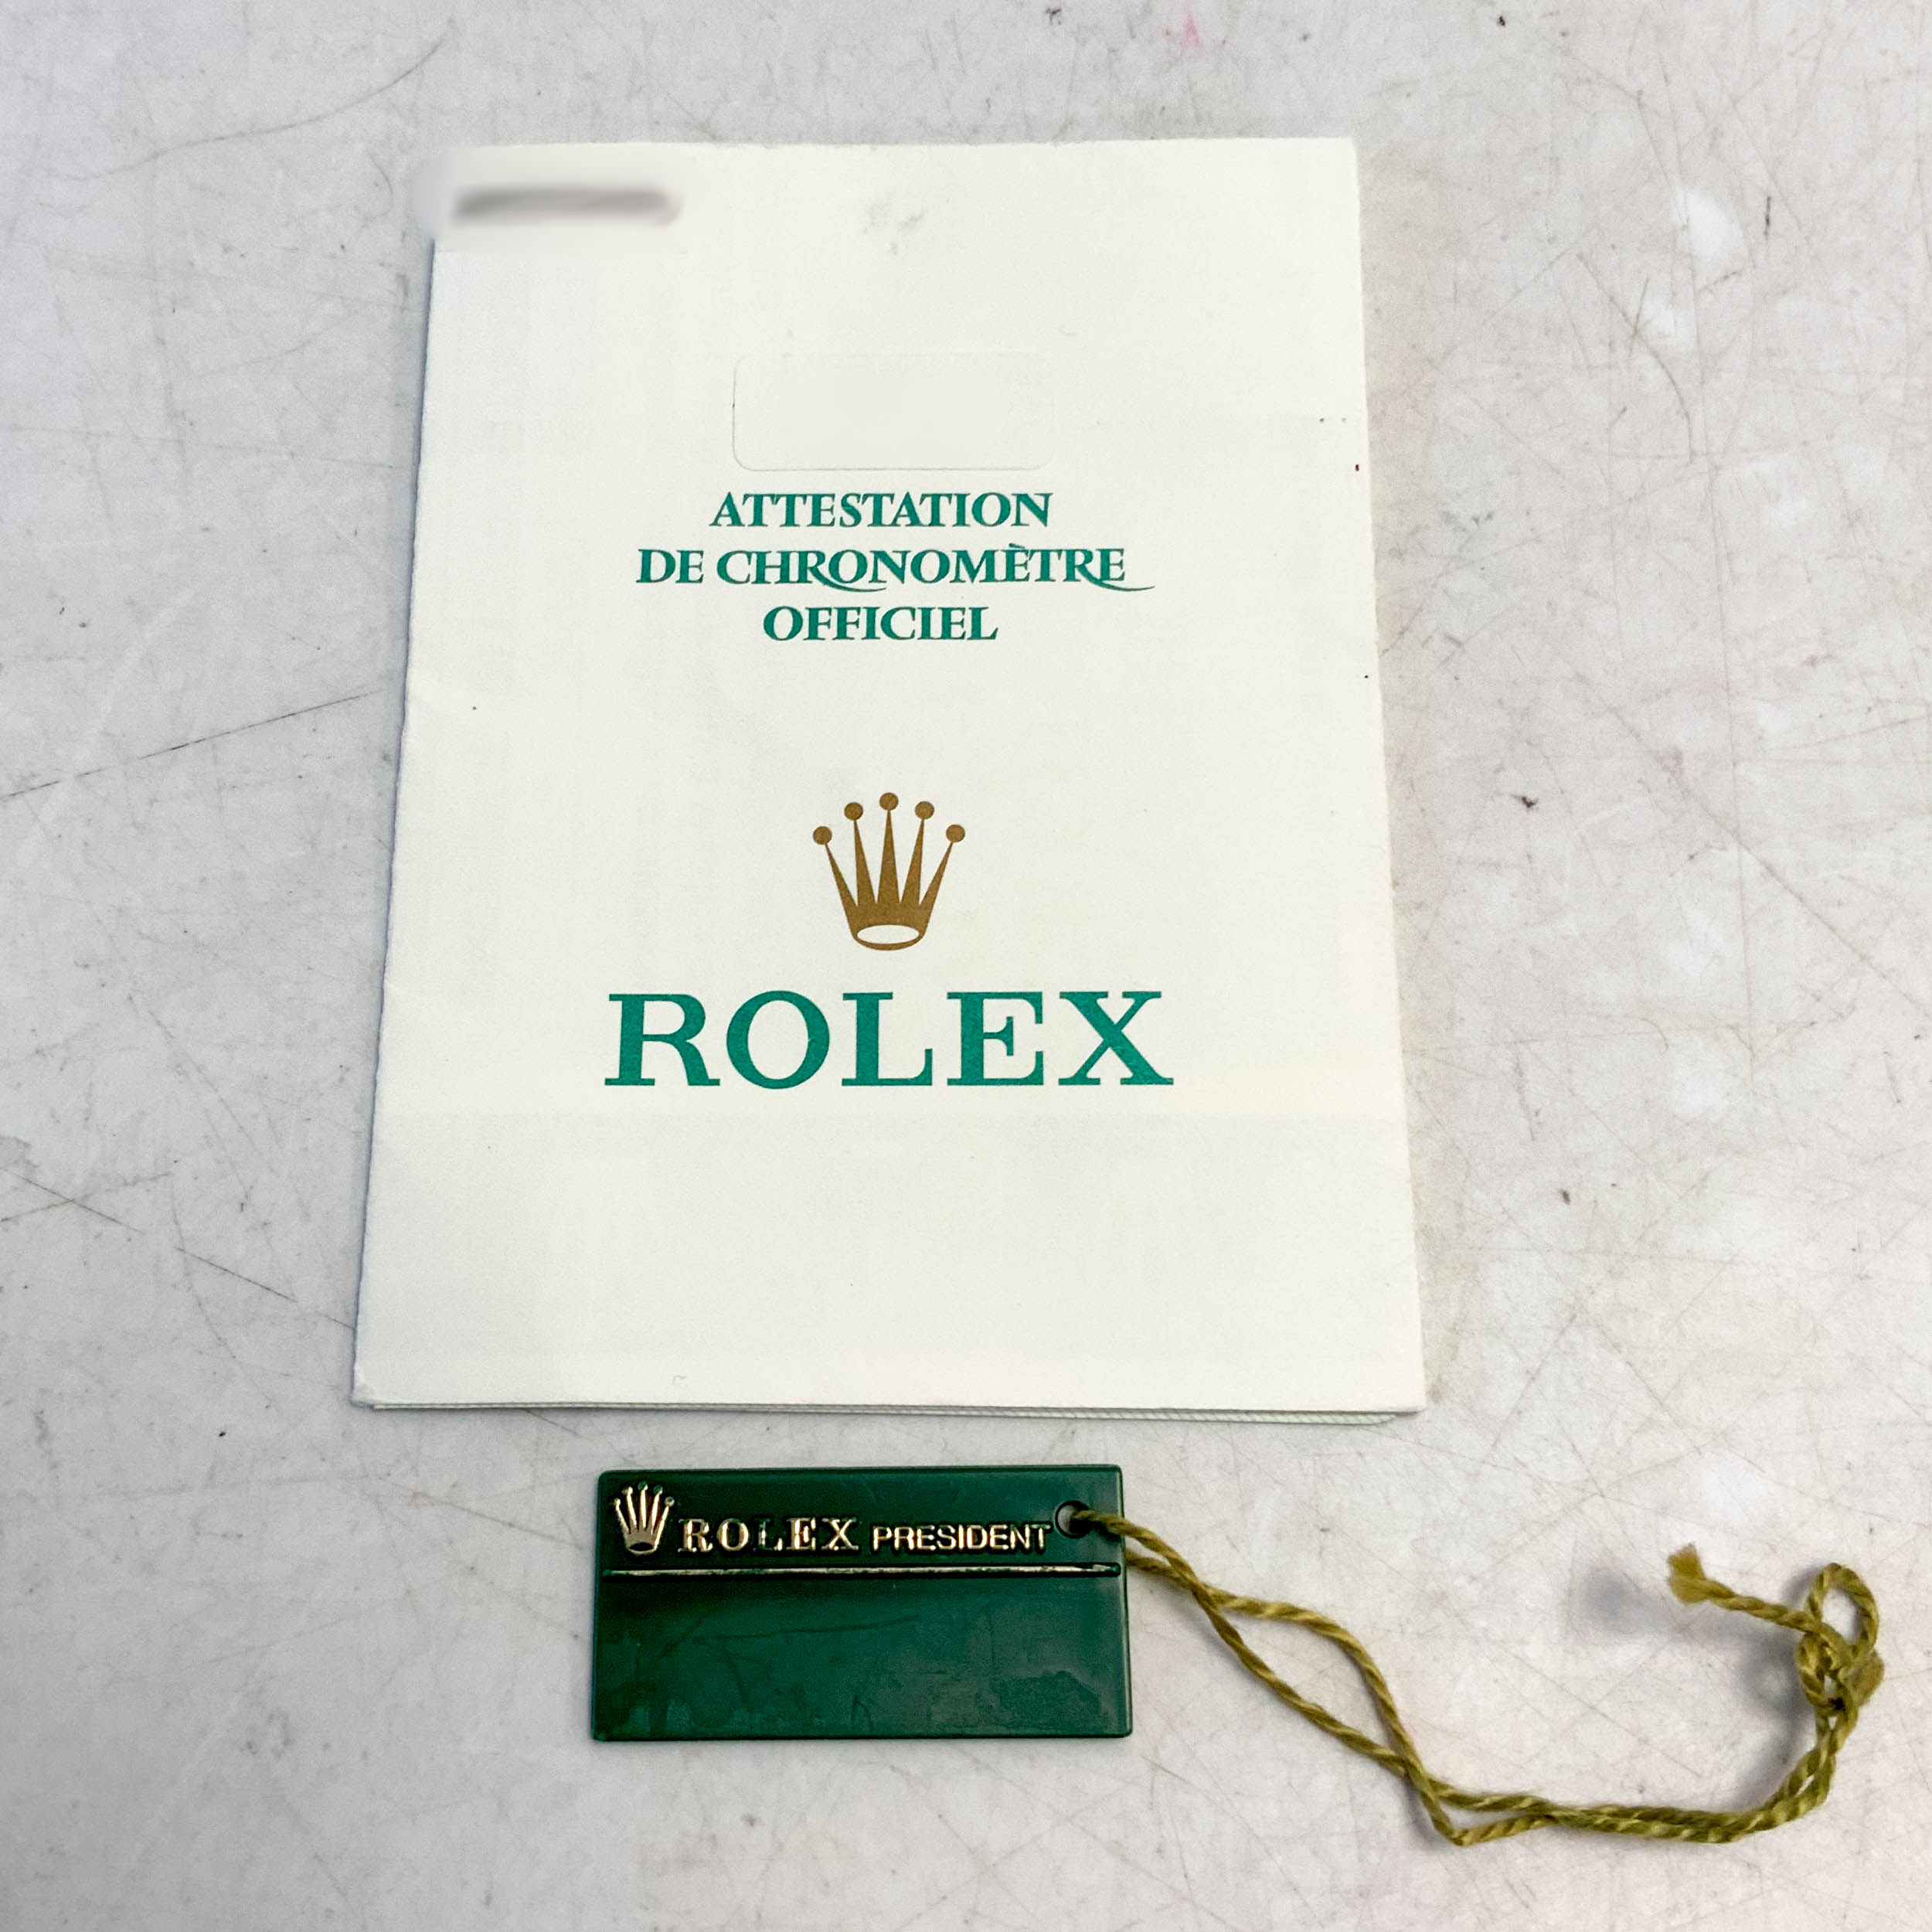 ATTESTATION
DE CHRONOMÈTRE
OFFICIEL
ROLEX
ROLEX PRESIDENT